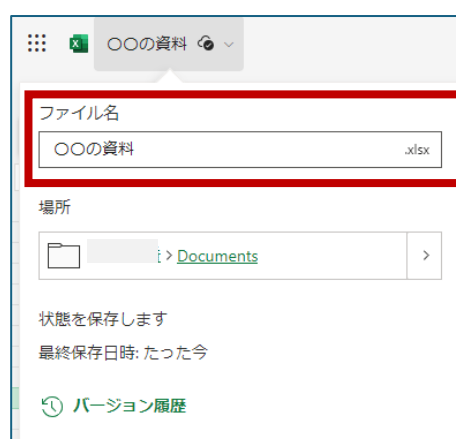 〇〇の資料
ファイル名
〇〇の資料 .xlsx
場所
> Documents >
状態を保存します
最終保存日時: たった今
バージョン履歴